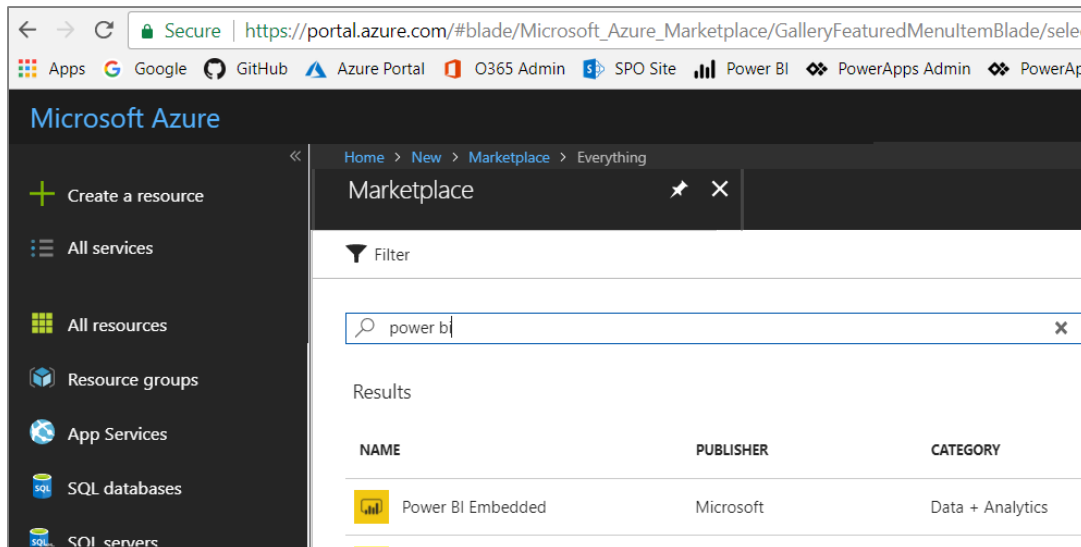 Secure https://portal.azure.com/#blade/Microsoft_Azure_Marketplace/GalleryFeaturedMenuItemBlade/sele
Apps Google GitHub Azure Portal O365 Admin SPO Site Power BI PowerApps Admin PowerAp
Microsoft Azure
Home > New > Marketplace > Everything
Marketplace
Create a resource
All services
All resources
Resource groups
App Services
SQL databases
SQL servers
Filter
power bi
Results
NAME PUBLISHER CATEGORY
Power BI Embedded Microsoft Data + Analytics